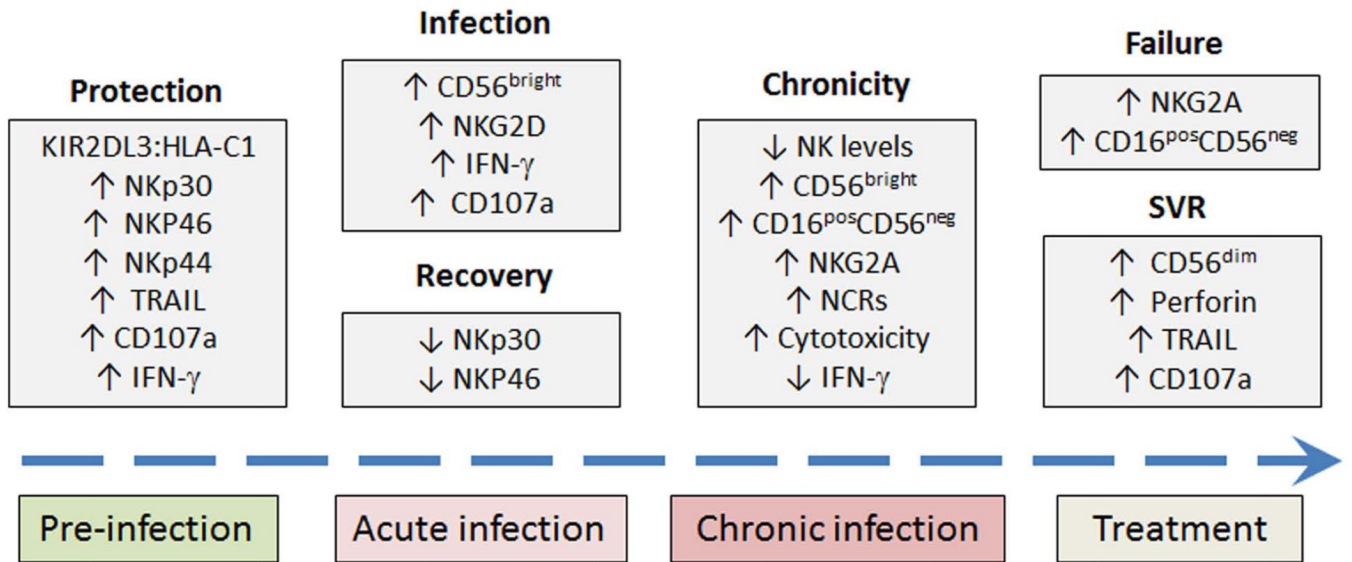 Protection
KIR2DL3:HLA-C1
↑ NKp30
↑ NKP46
↑ NKp44
↑ TRAIL
↑ CD107a
↑ IFN-γ
Infection
↑ CD56bright
↑ NKG2D
↑ IFN-γ
↑ CD107a
Recovery
↓ NKp30
↓ NKP46
Chronicity
↓ NK levels
↑ CD56bright
↑ CD16posCD56neg
↑ NKG2A
↑ NCRs
↑ Cytotoxicity
↓ IFN-γ
Failure
↑ NKG2A
↑ CD16posCD56neg
SVR
↑ CD56dim
↑ Perforin
↑ TRAIL
↑ CD107a
Pre-infection
Acute infection
Chronic infection
Treatment